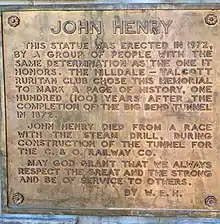 JOHN HENRY
THIS STATUE WAS ERECTED IN 1972,
BY A GROUP OF PEOPLE WITH THE
SAME DETERMINATION AS THE ONE IT
HONORS. THE HILLDALE - TALCOTT
RURITAN CLUB CHOSE THIS MEMORIAL
TO MARK A PAGE OF HISTORY, ONE
HUNDRED (100) YEARS AFTER THE
COMPLETION OF THE BIG BEND TUNNEL
IN 1872.
JOHN HENRY DIED FROM A RACE
WITH THE STEAM DRILL, DURING
CONSTRUCTION OF THE TUNNEL FOR
THE C. & O. RAILWAY CO.
MAY GOD GRANT THAT WE ALWAYS
RESPECT THE GREAT AND THE STRONG
AND BE OF SERVICE TO OTHERS.
BY W. E. H.